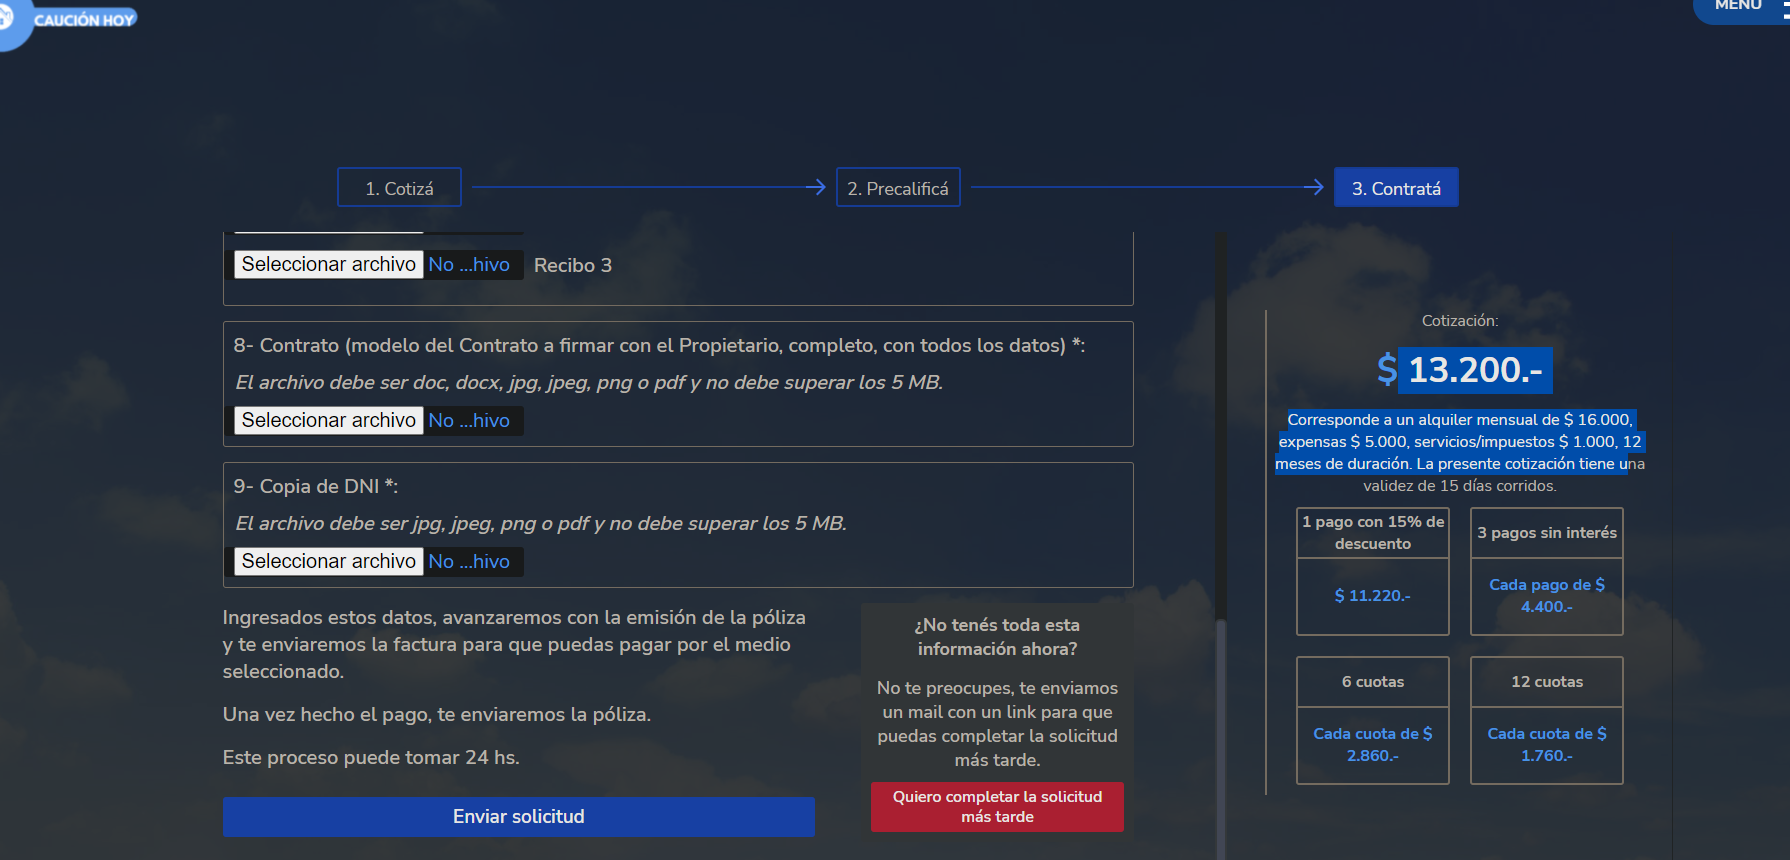 CAUCIÓN HOY
MENÚ
1. Cotizá
2. Precalificá
3. Contratá
Seleccionar archivo No ...hivo Recibo 3
8- Contrato (modelo del Contrato a firmar con el Propietario, completo, con todos los datos) *:
El archivo debe ser doc, docx, jpg, jpeg, png o pdf y no debe superar los 5 MB.
Seleccionar archivo No ...hivo
9- Copia de DNI *:
El archivo debe ser jpg, jpeg, png o pdf y no debe superar los 5 MB.
Seleccionar archivo No ...hivo
Ingresados estos datos, avanzaremos con la emisión de la póliza
y te enviaremos la factura para que puedas pagar por el medio
seleccionado.
Una vez hecho el pago, te enviaremos la póliza.
Este proceso puede tomar 24 hs.
Enviar solicitud
¿No tenés toda esta
información ahora?
No te preocupes, te enviamos
un mail con un link para que
puedas completar la solicitud
más tarde.
Quiero completar la solicitud
más tarde
Cotización:
$ 13.200.-
Corresponde a un alquiler mensual de $ 16.000,
expensas $ 5.000, servicios/impuestos $ 1.000, 12
meses de duración. La presente cotización tiene una
validez de 15 días corridos.
1 pago con 15% de
descuento
$ 11.220.-
3 pagos sin interés
Cada pago de $
4.400.-
6 cuotas
Cada cuota de $
2.860.-
12 cuotas
Cada cuota de $
1.760.-